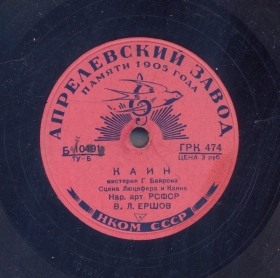 АПРЕЛЕВСКИЙ ЗАВОД
ПАМЯТИ 1905 ГОДА
ГРК 474
ТУ-Б
ЦЕНА 3 руб.
КАИН
мистерия Г. Байрона
Сцена Люцифера и Каина
Нар. арт. РСФСР
В. Л. ЕРШОВ
НКОМ СССР